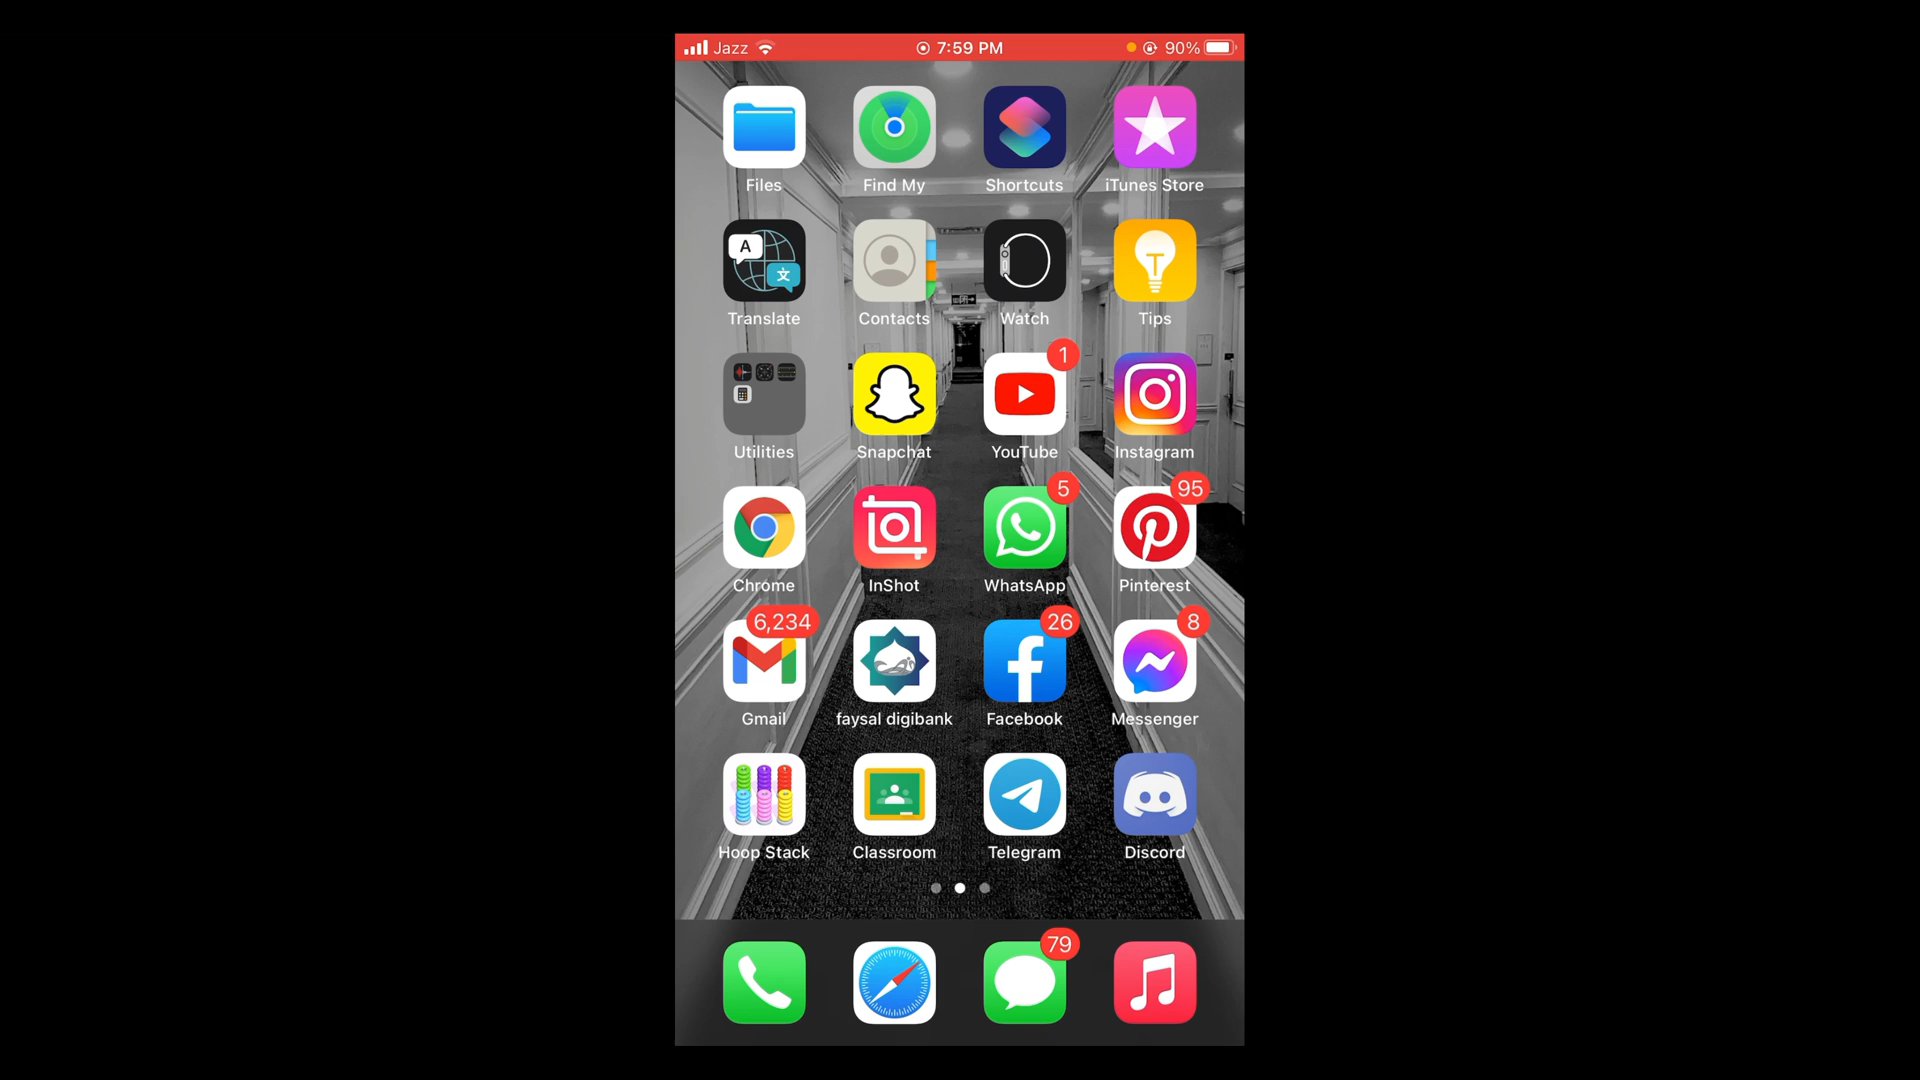 Jazz 7:59 PM 90%
Files Find My Shortcuts iTunes Store
A 文
T
Translate Contacts Watch Tips
1
Utilities Snapchat YouTube Instagram
5 95
Chrome InShot WhatsApp Pinterest
6,234 26 8
Gmail faysal digibank Facebook Messenger
Hoop Stack Classroom Telegram Discord
79